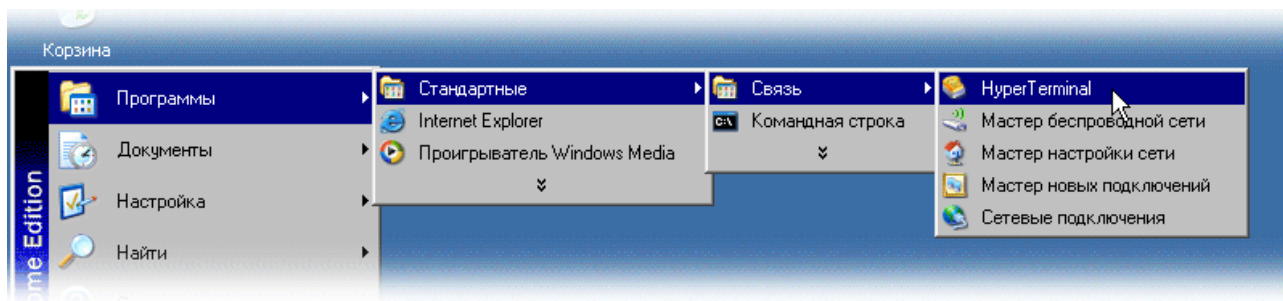 Корзина
Программы
Документы
Настройка
Найти
ome Edition
Стандартные
Internet Explorer
Проигрыватель Windows Media
Связь
C:\
Командная строка
HyperTerminal
Мастер беспроводной сети
Мастер настройки сети
Мастер новых подключений
Сетевые подключения